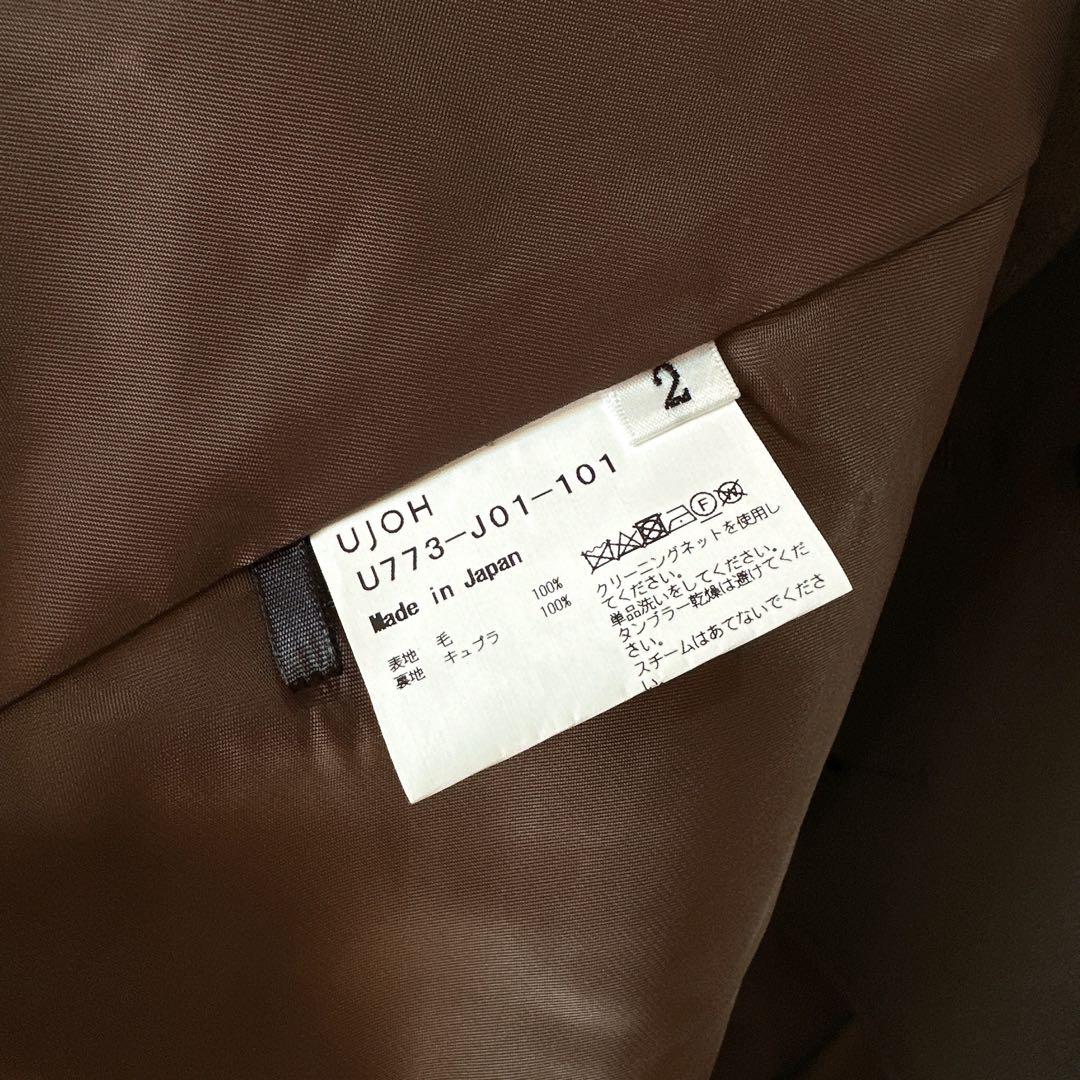 2
UJOH
U773-J01-101
Made in Japan
表地 毛 100%
裏地 キュプラ 100%
F W
クリーニングネットを使用し
てください。
単品洗いをしてください。
タンブラー乾燥は避けてくだ
さい。
スチームはあてないでくださ
い。